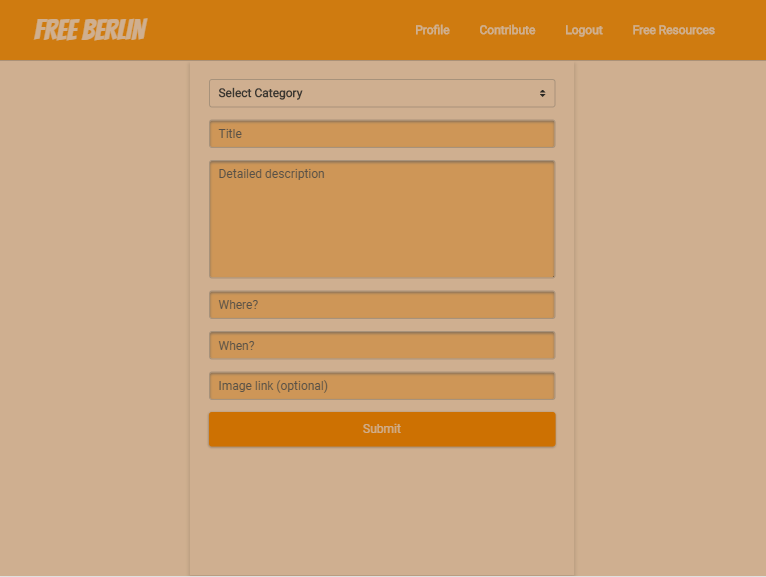 FREE BERLIN
Profile Contribute Logout Free Resources
Select Category
Title
Detailed description
Where?
When?
Image link (optional)
Submit